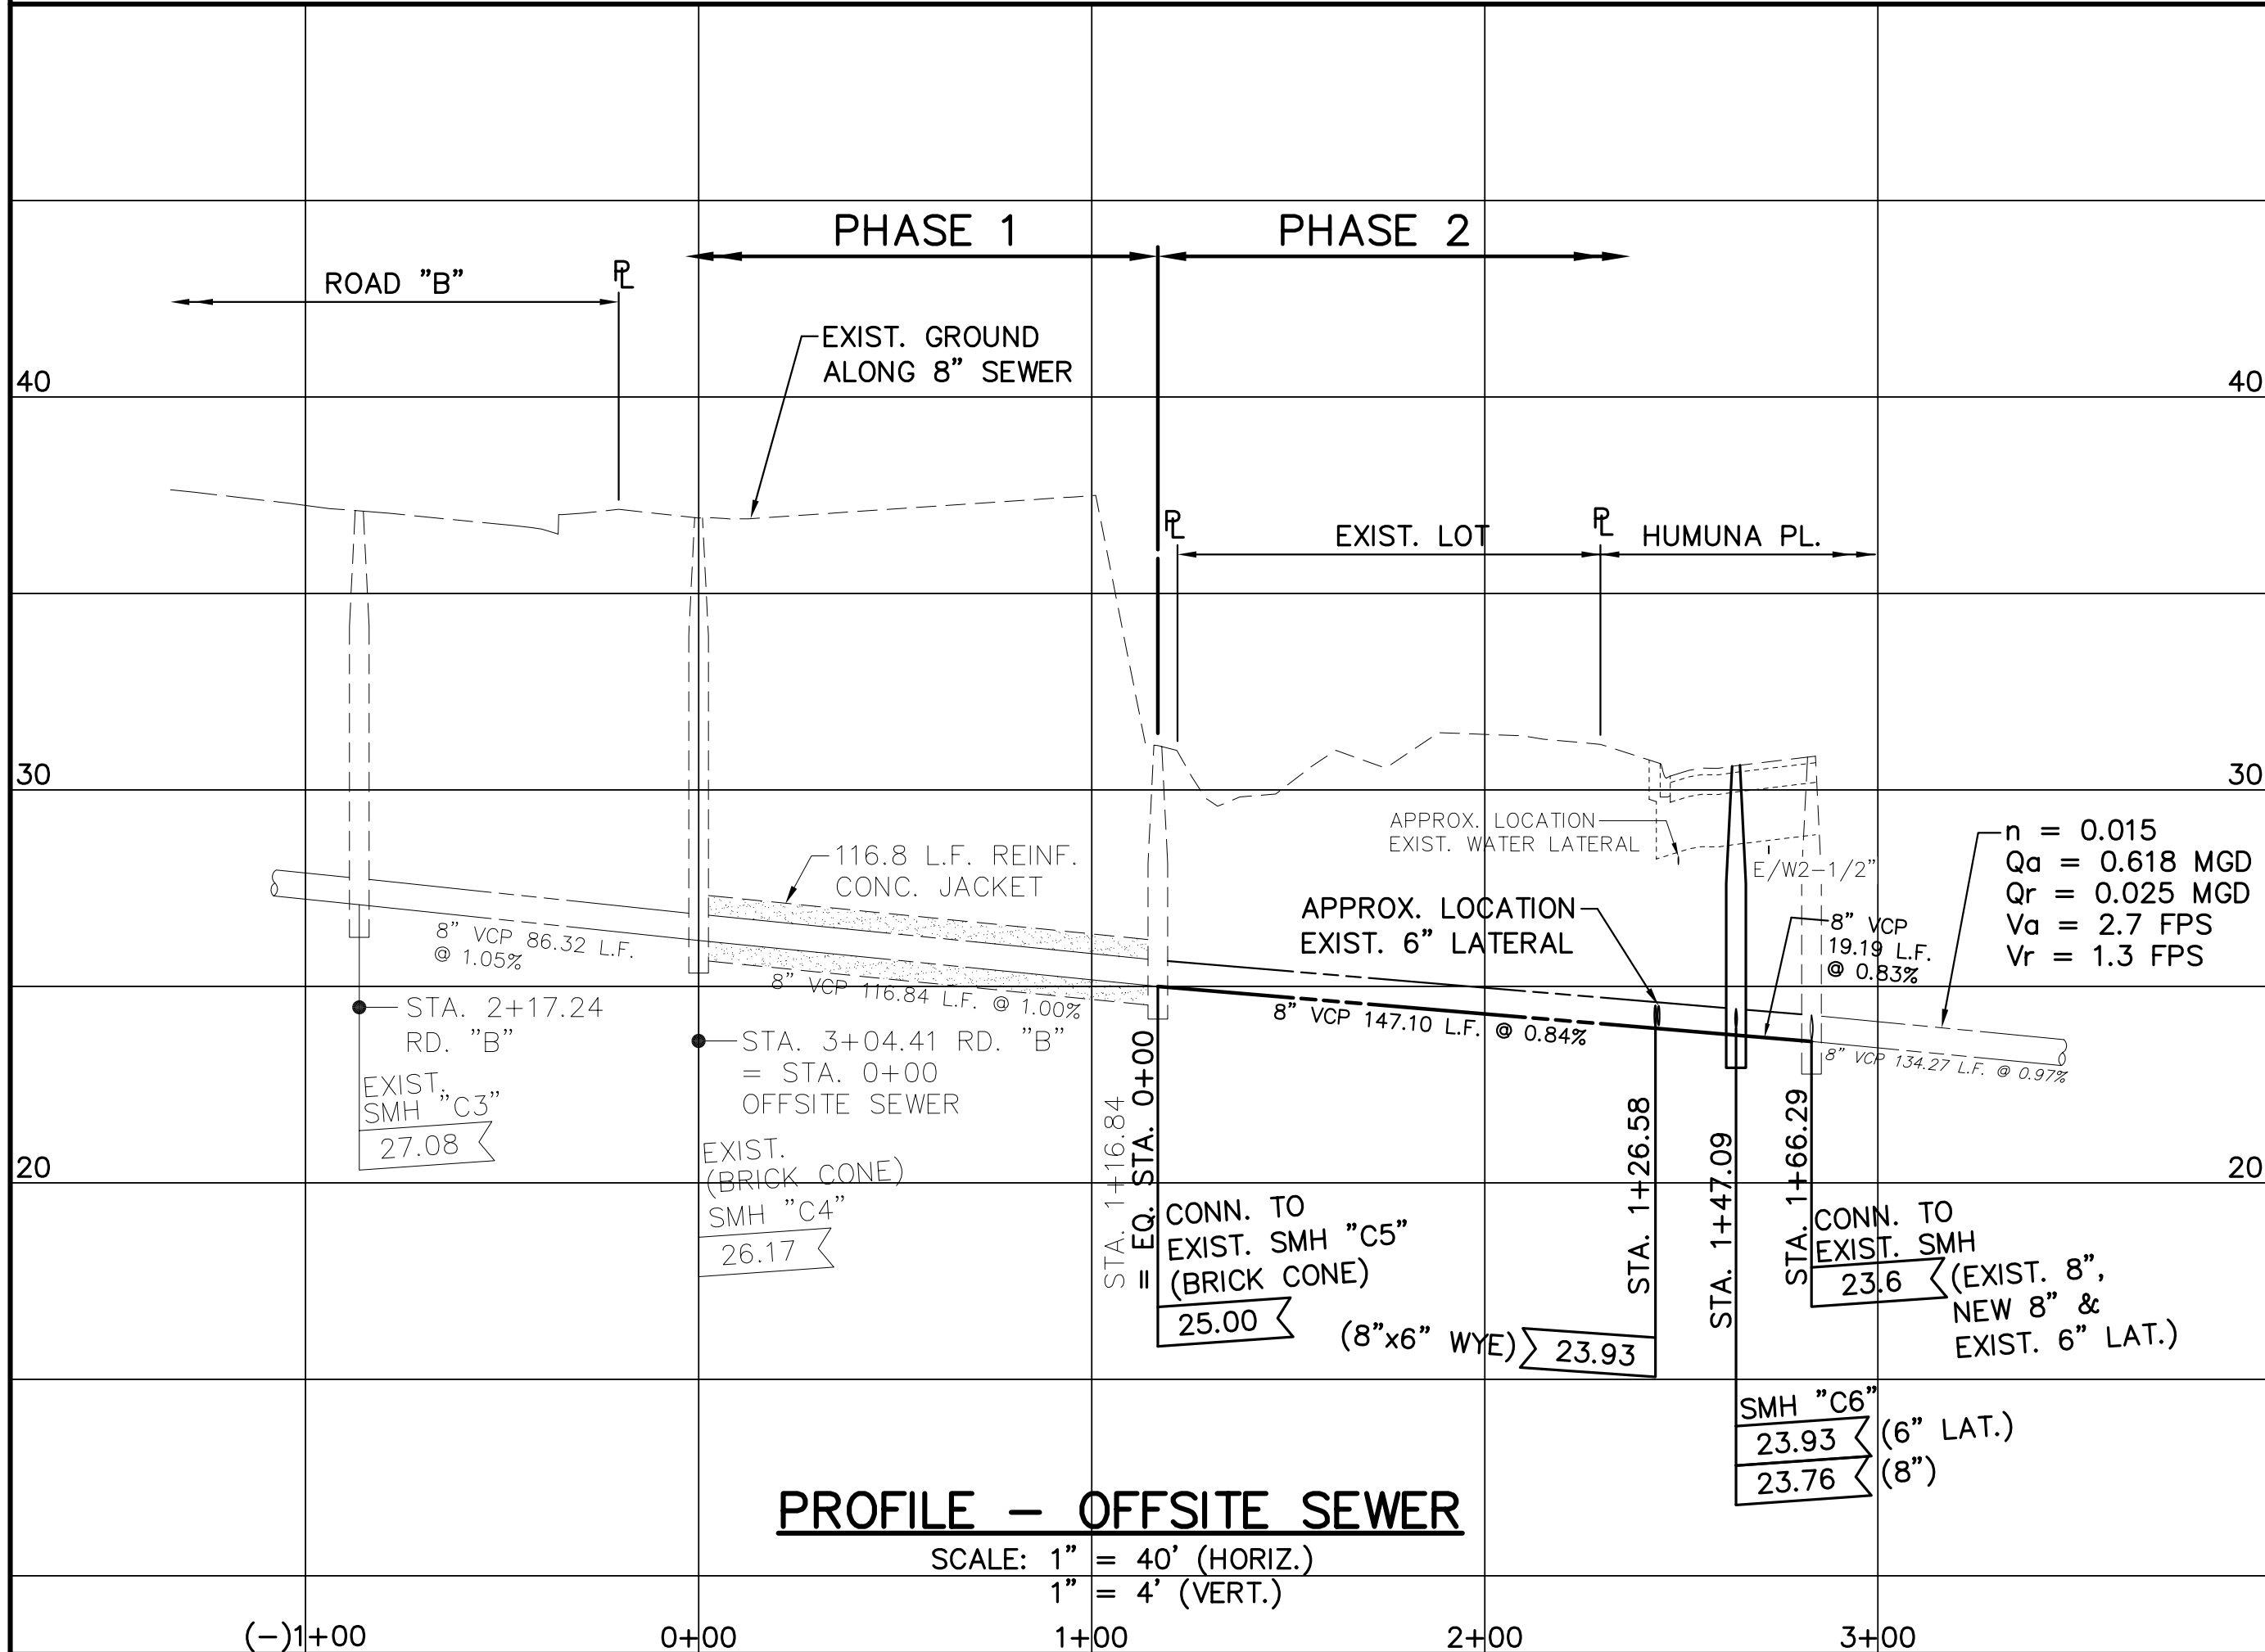 PHASE 1
PHASE 2
ROAD "B"
PL
EXIST. GROUND
ALONG 8" SEWER
40
40
PL
EXIST. LOT
PL
HUMUNA PL.
30
30
APPROX. LOCATION
EXIST. WATER LATERAL
E/W2-1/2"
n = 0.015
Qa = 0.618 MGD
Qr = 0.025 MGD
Va = 2.7 FPS
Vr = 1.3 FPS
116.8 L.F. REINF.
CONC. JACKET
APPROX. LOCATION
EXIST. 6" LATERAL
8" VCP
19.19 L.F.
@ 0.83%
8" VCP 86.32 L.F.
@ 1.05%
8" VCP 116.84 L.F. @ 1.00%
8" VCP 147.10 L.F. @ 0.84%
8" VCP 134.27 L.F. @ 0.97%
STA. 2+17.24
RD. "B"
STA. 3+04.41 RD. "B"
= STA. 0+00
OFFSITE SEWER
EXIST.
SMH "C3"
27.08
EXIST.
(BRICK CONE)
SMH "C4"
26.17
STA. 1+16.84
= EQ. STA. 0+00
STA. 1+26.58
STA. 1+47.09
STA. 1+66.29
20
20
CONN. TO
EXIST. SMH "C5"
(BRICK CONE)
25.00
(8"x6" WYE)
23.93
CONN. TO
EXIST. SMH
23.6
(EXIST. 8",
NEW 8" &
EXIST. 6" LAT.)
SMH "C6"
23.93 (6" LAT.)
23.76 (8")
PROFILE - OFFSITE SEWER
SCALE: 1" = 40' (HORIZ.)
1" = 4' (VERT.)
(-)1+00
0+00
1+00
2+00
3+00